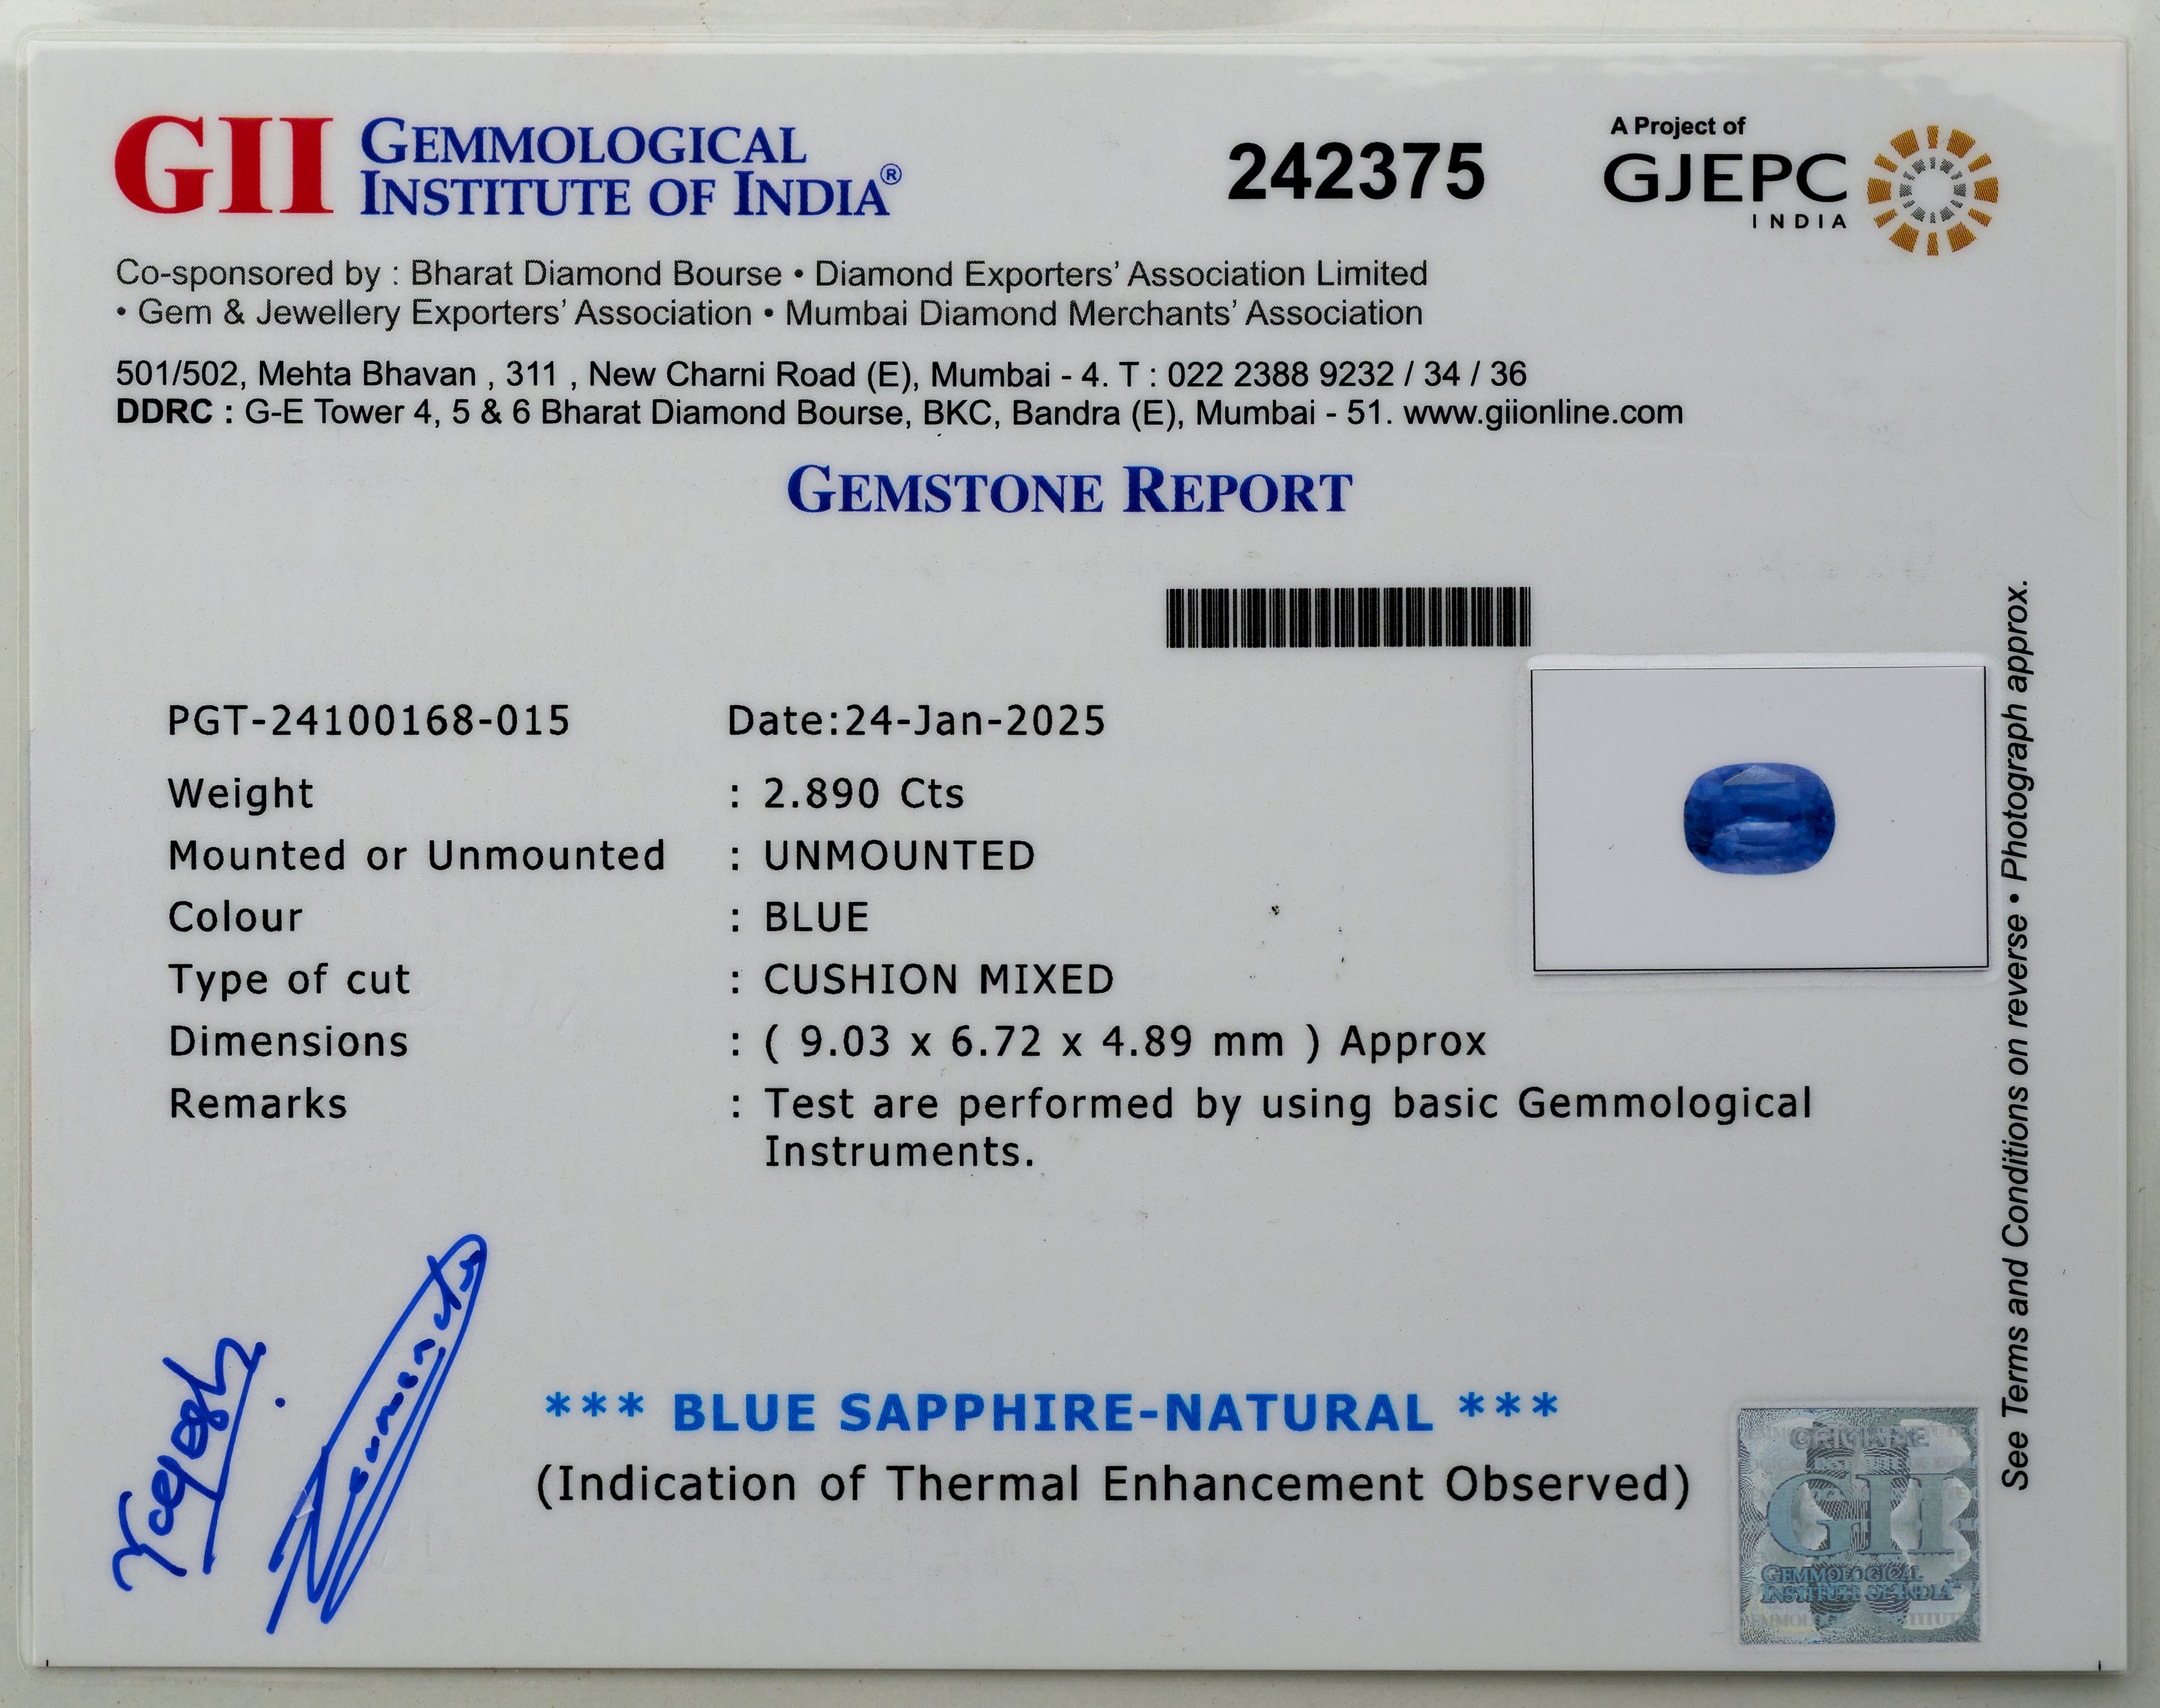 GII GEMMOLOGICAL
INSTITUTE OF INDIA®
242375
A Project of
GJEPC
INDIA
Co-sponsored by : Bharat Diamond Bourse • Diamond Exporters' Association Limited
• Gem & Jewellery Exporters' Association • Mumbai Diamond Merchants' Association
501/502, Mehta Bhavan , 311 , New Charni Road (E), Mumbai - 4. T : 022 2388 9232 / 34 / 36
DDRC : G-E Tower 4, 5 & 6 Bharat Diamond Bourse, BKC, Bandra (E), Mumbai - 51. www.giionline.com
GEMSTONE REPORT
PGT-24100168-015 Date:24-Jan-2025
Weight : 2.890 Cts
Mounted or Unmounted : UNMOUNTED
Colour : BLUE
Type of cut : CUSHION MIXED
Dimensions : ( 9.03 x 6.72 x 4.89 mm ) Approx
Remarks : Test are performed by using basic Gemmological
Instruments.
*** BLUE SAPPHIRE-NATURAL ***
(Indication of Thermal Enhancement Observed)
See Terms and Conditions on reverse • Photograph approx.
ORIGINAL
GII
GEMMOLOGICAL
INSTITUTE OF INDIA